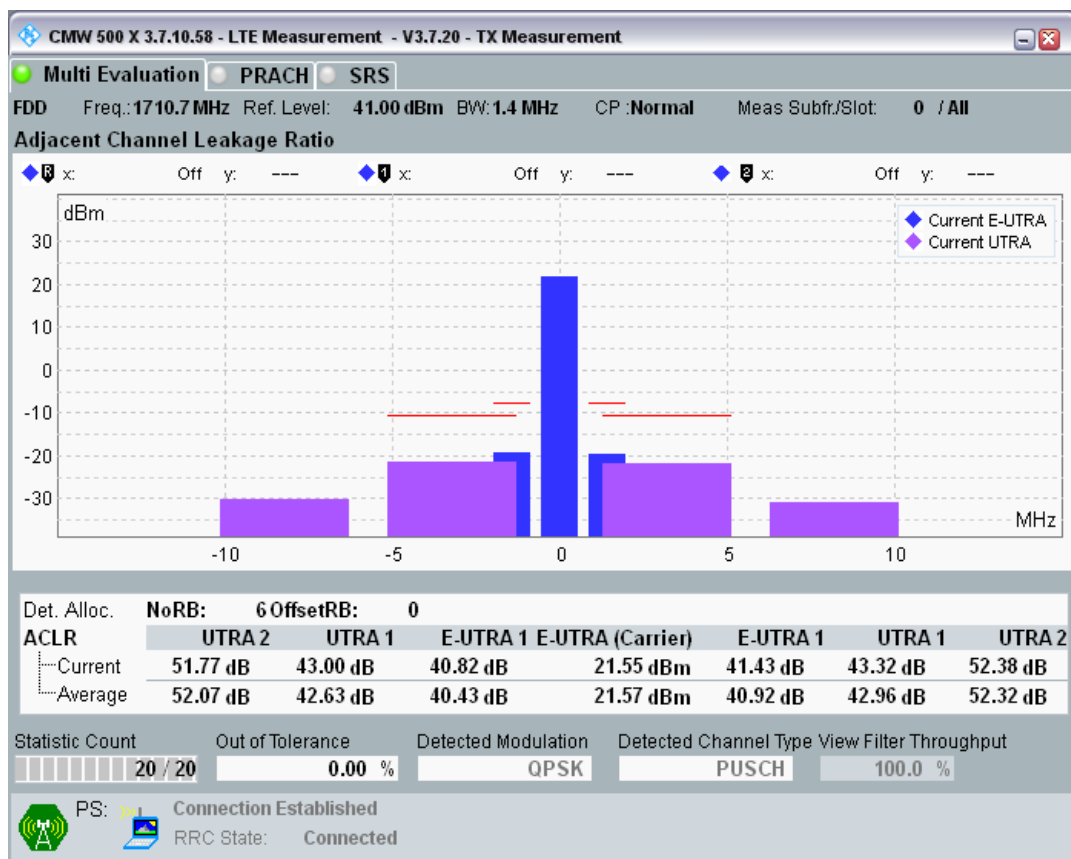 CMW 500 X 3.7.10.58 - LTE Measurement - V3.7.20 - TX Measurement
Multi Evaluation PRACH SRS
FDD Freq.: 1710.7 MHz Ref. Level: 41.00 dBm BW: 1.4 MHz CP :Normal Meas Subfr./Slot: 0 / All
Adjacent Channel Leakage Ratio
R x: Off y: --- 1 x: Off y: --- 2 x: Off y: ---
dBm
Current E-UTRA
Current UTRA
30
20
10
0
-10
-20
-30
MHz
-10 -5 0 5 10
Det. Alloc. NoRB: 6 OffsetRB: 0
ACLR UTRA 2 UTRA 1 E-UTRA 1 E-UTRA (Carrier) E-UTRA 1 UTRA 1 UTRA 2
Current 51.77 dB 43.00 dB 40.82 dB 21.55 dBm 41.43 dB 43.32 dB 52.38 dB
Average 52.07 dB 42.63 dB 40.43 dB 21.57 dBm 40.92 dB 42.96 dB 52.32 dB
Statistic Count Out of Tolerance Detected Modulation Detected Channel Type View Filter Throughput
20 / 20 0.00 % QPSK PUSCH 100.0 %
PS: Connection Established
RRC State: Connected